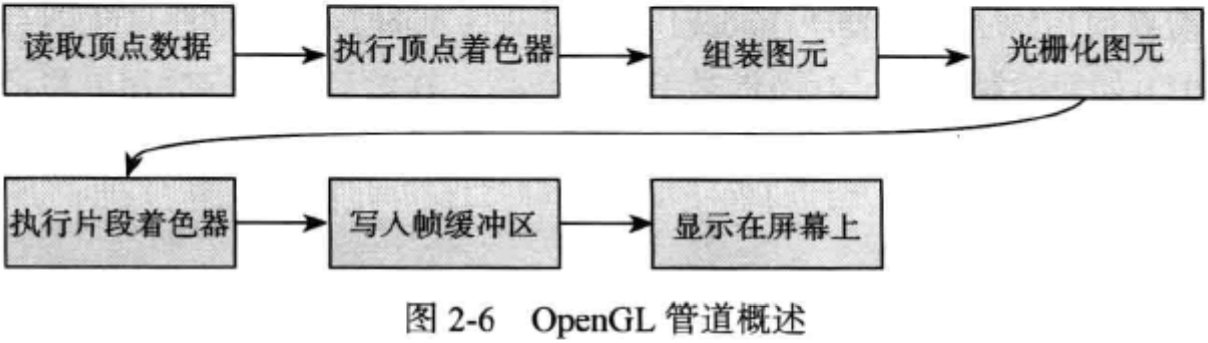 读取顶点数据
执行顶点着色器
组装图元
光栅化图元
执行片段着色器
写入帧缓冲区
显示在屏幕上
图 2-6 OpenGL 管道概述